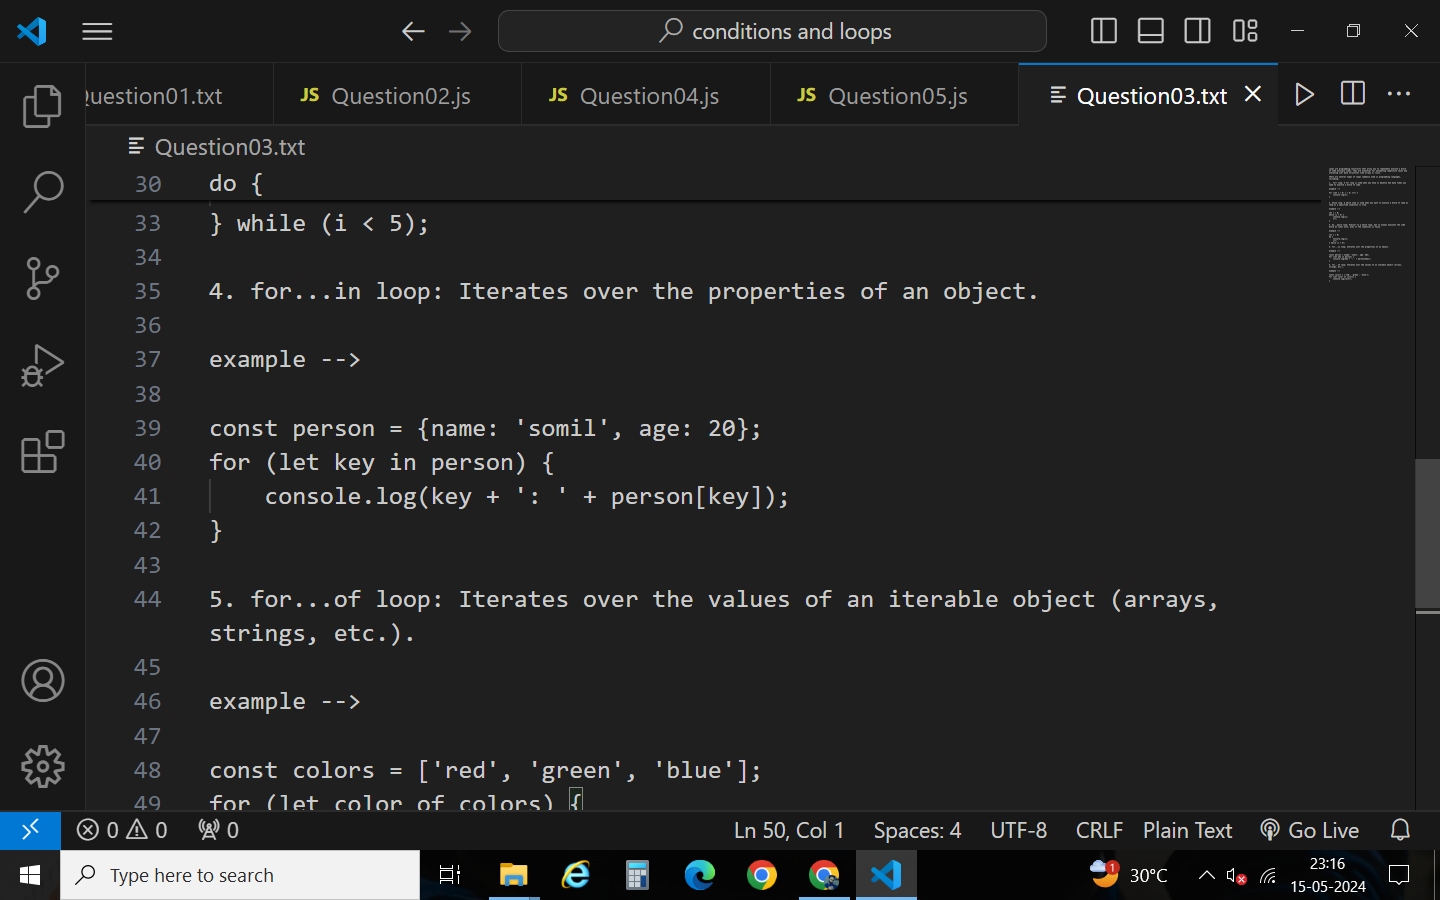 conditions and loops
uestion01.txt
JS Question02.js
JS Question04.js
JS Question05.js
Question03.txt
Question03.txt
30 do {
33 } while (i < 5);
34
35 4. for...in loop: Iterates over the properties of an object.
36
37 example -->
38
39 const person = {name: 'somil', age: 20};
40 for (let key in person) {
41 console.log(key + ': ' + person[key]);
42 }
43
44 5. for...of loop: Iterates over the values of an iterable object (arrays,
strings, etc.).
45
46 example -->
47
48 const colors = ['red', 'green', 'blue'];
49 for (let color of colors) {
0 0 0
Ln 50, Col 1 Spaces: 4 UTF-8 CRLF Plain Text Go Live
Type here to search
1 30°C
23:16
15-05-2024